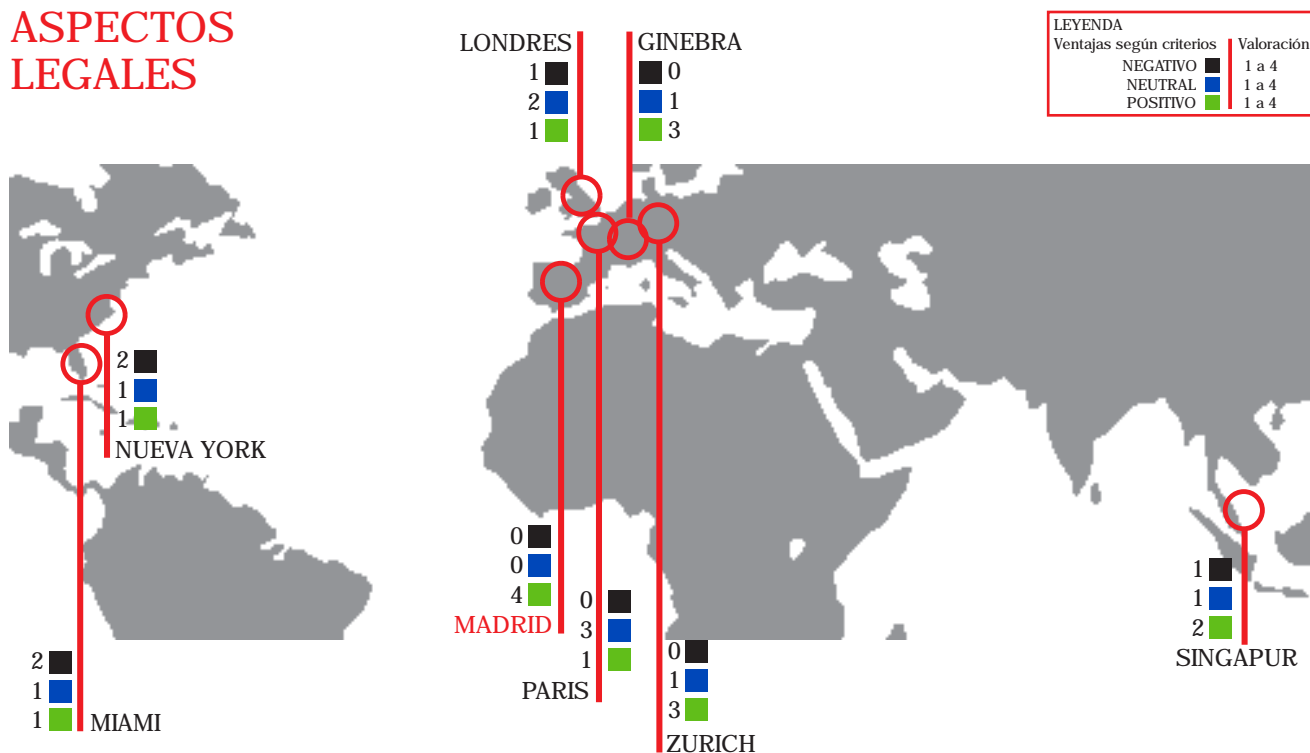 ASPECTOS
LEGALES
LEYENDA
Ventajas según criterios Valoración
NEGATIVO 1 a 4
NEUTRAL 1 a 4
POSITIVO 1 a 4
LONDRES
1
2
1
GINEBRA
0
1
3
2
1
1
NUEVA YORK
2
1
1
MIAMI
0
0
4
MADRID
0
3
1
PARIS
0
1
3
ZURICH
1
1
2
SINGAPUR